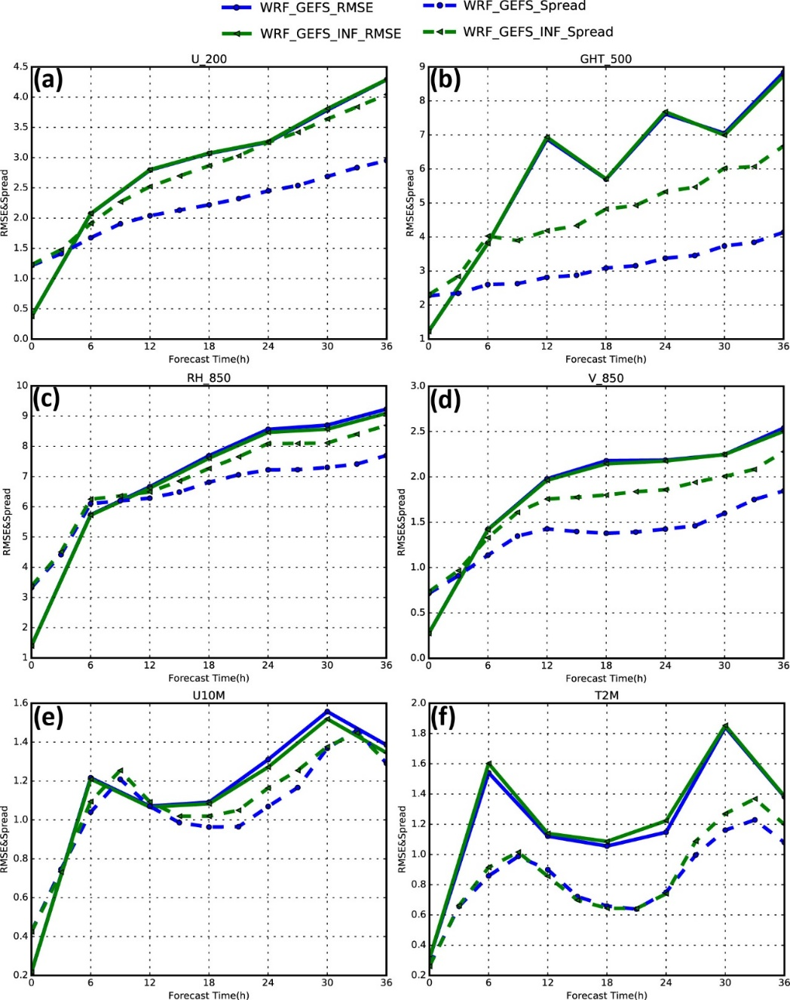 WRF_GEFS_RMSE WRF_GEFS_Spread
WRF_GEFS_INF_RMSE WRF_GEFS_INF_Spread
U_200
(a)
4.5
4.0
3.5
3.0
2.5
2.0
1.5
1.0
0.5
0.0
RMSE&Spread
0 6 12 18 24 30 36
Forecast Time(h)
GHT_500
(b)
9
8
7
6
5
4
3
2
1
RMSE&Spread
0 6 12 18 24 30 36
Forecast Time(h)
RH_850
(c)
10
9
8
7
6
5
4
3
2
1
RMSE&Spread
0 6 12 18 24 30 36
Forecast Time(h)
V_850
(d)
3.0
2.5
2.0
1.5
1.0
0.5
0.0
RMSE&Spread
0 6 12 18 24 30 36
Forecast Time(h)
U10M
(e)
1.6
1.4
1.2
1.0
0.8
0.6
0.4
0.2
RMSE&Spread
0 6 12 18 24 30 36
Forecast Time(h)
T2M
(f)
2.0
1.8
1.6
1.4
1.2
1.0
0.8
0.6
0.4
0.2
RMSE&Spread
0 6 12 18 24 30 36
Forecast Time(h)